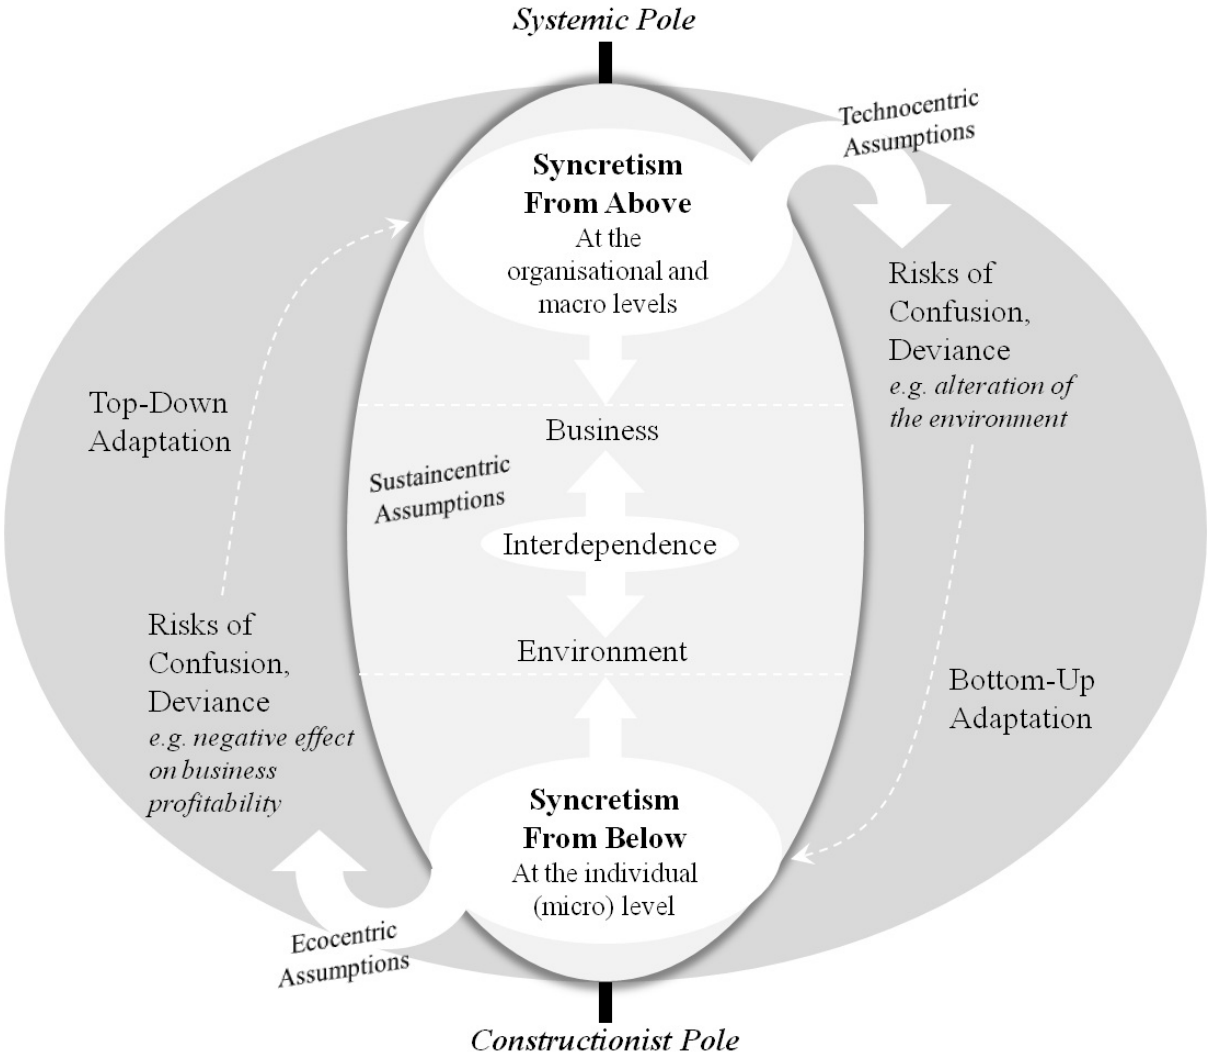 Systemic Pole
Technocentric
Assumptions
Syncretism
From Above
At the
organisational and
macro levels
Risks of
Confusion,
Deviance
e.g. alteration of
the environment
Top-Down
Adaptation
Business
Sustaincentric
Assumptions
Interdependence
Environment
Risks of
Confusion,
Deviance
e.g. negative effect
on business
profitability
Bottom-Up
Adaptation
Syncretism
From Below
At the individual
(micro) level
Ecocentric
Assumptions
Constructionist Pole